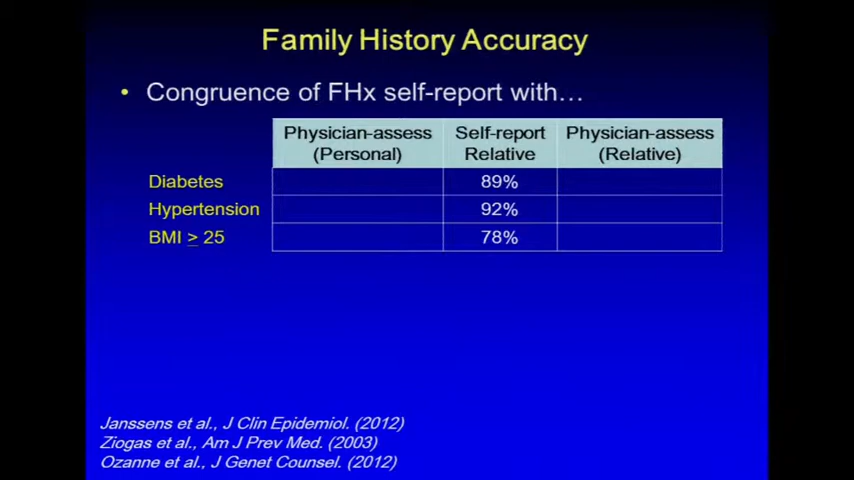 Family History Accuracy
• Congruence of FHx self-report with…
Physician-assess (Personal) Self-report Relative Physician-assess (Relative)
Diabetes 89%
Hypertension 92%
BMI ≥ 25 78%
Janssens et al., J Clin Epidemiol. (2012)
Ziogas et al., Am J Prev Med. (2003)
Ozanne et al., J Genet Counsel. (2012)